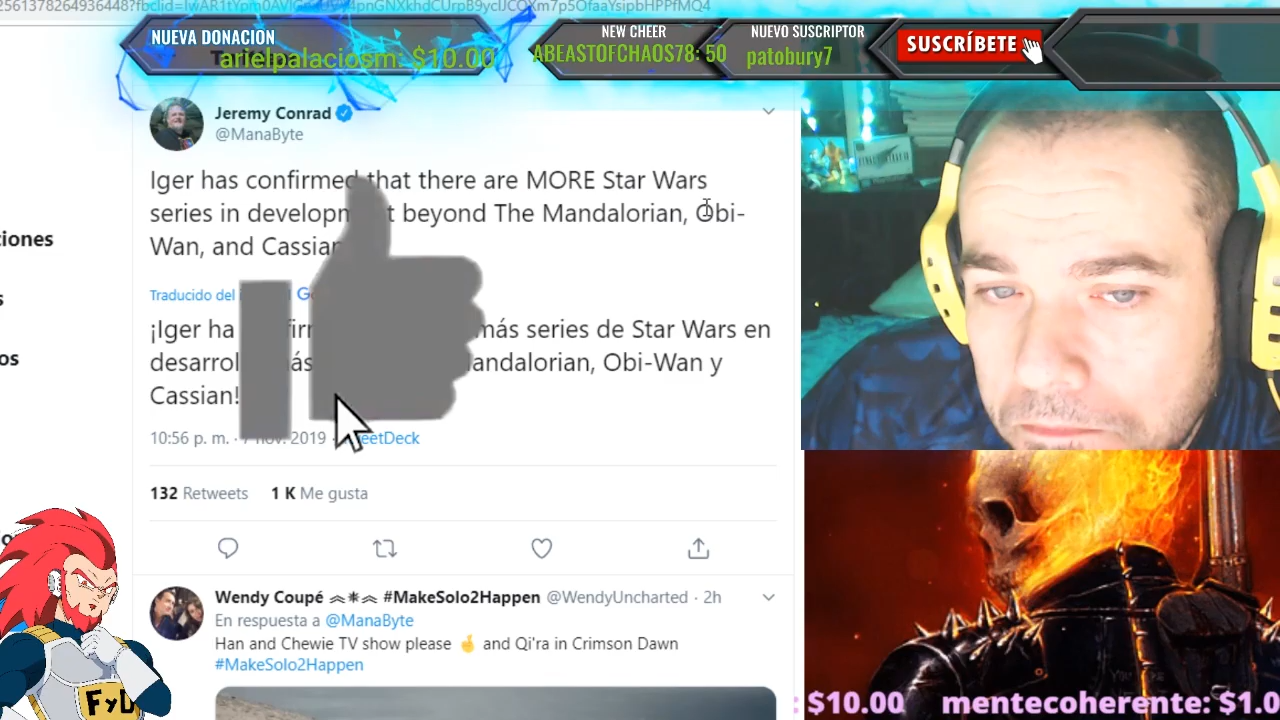 NUEVA DONACION
arielpalaciosm: $10.00
NEW CHEER
ABEASTOFCHAOS78: 50
NUEVO SUSCRIPTOR
patobury7
SUSCRÍBETE
Jeremy Conrad
@ManaByte
Iger has confirmed that there are MORE Star Wars
series in beyond The Mandalorian, Obi-
Wan, and Cassian
Traducido del
¡Iger ha más series de Star Wars en
Obi-Wan y
Cassian!
10:56 p. m. · nov. 2019
132 Retweets 1 K Me gusta
Wendy Coupé #MakeSolo2Happen @WendyUncharted · 2h
En respuesta a @ManaByte
Han and Chewie TV show please 🤞 and Qi'ra in Crimson Dawn
#MakeSolo2Happen
FyD
: $10.00 mentecoherente: $1.0